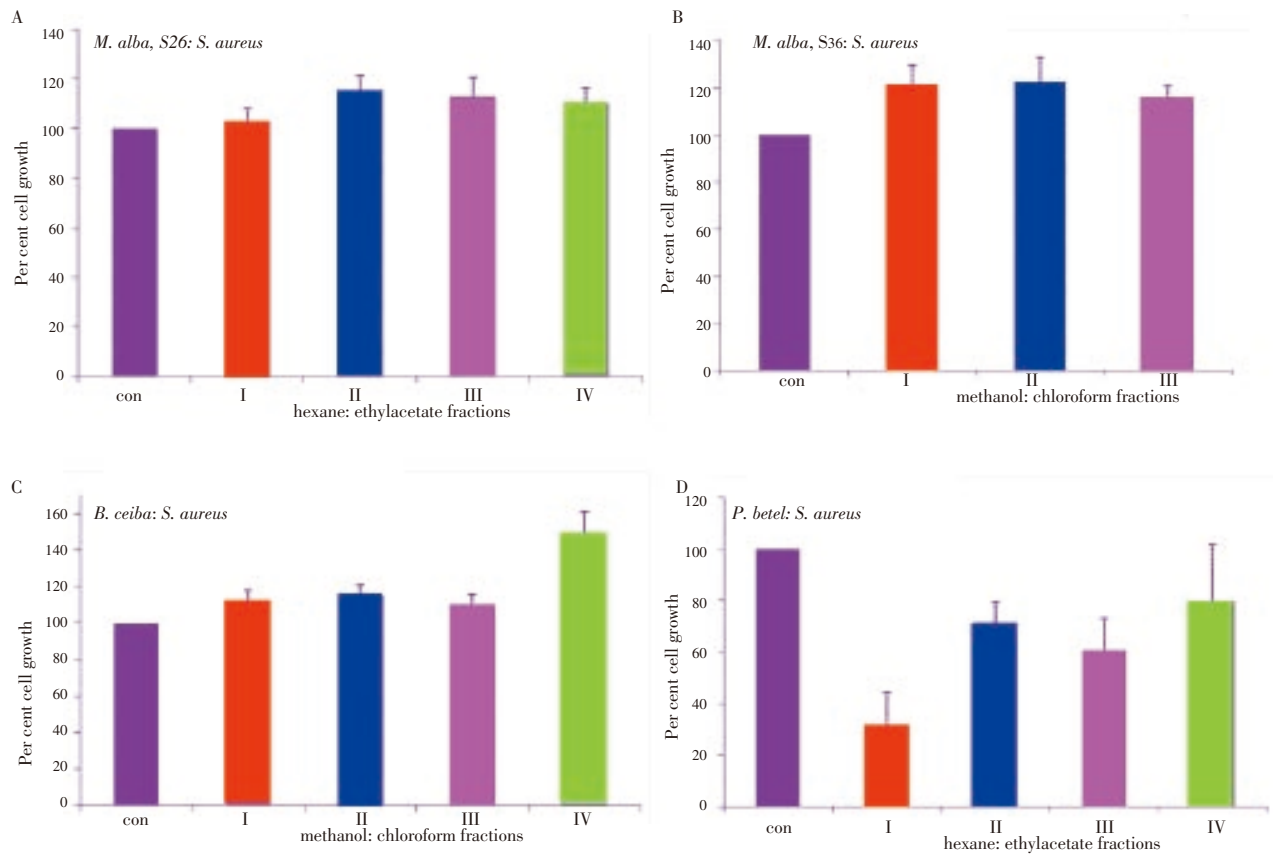 A
M. alba, S26: S. aureus
Per cent cell growth
140
120
100
80
60
40
20
0
con I II III IV
hexane: ethylacetate fractions
B
M. alba, S36: S. aureus
Per cent cell growth
140
120
100
80
60
40
20
0
con I II III
methanol: chloroform fractions
C
B. ceiba: S. aureus
Per cent cell growth
160
140
120
100
80
60
40
20
0
con I II III IV
methanol: chloroform fractions
D
P. betel: S. aureus
Per cent cell growth
120
100
80
60
40
20
0
con I II III IV
hexane: ethylacetate fractions